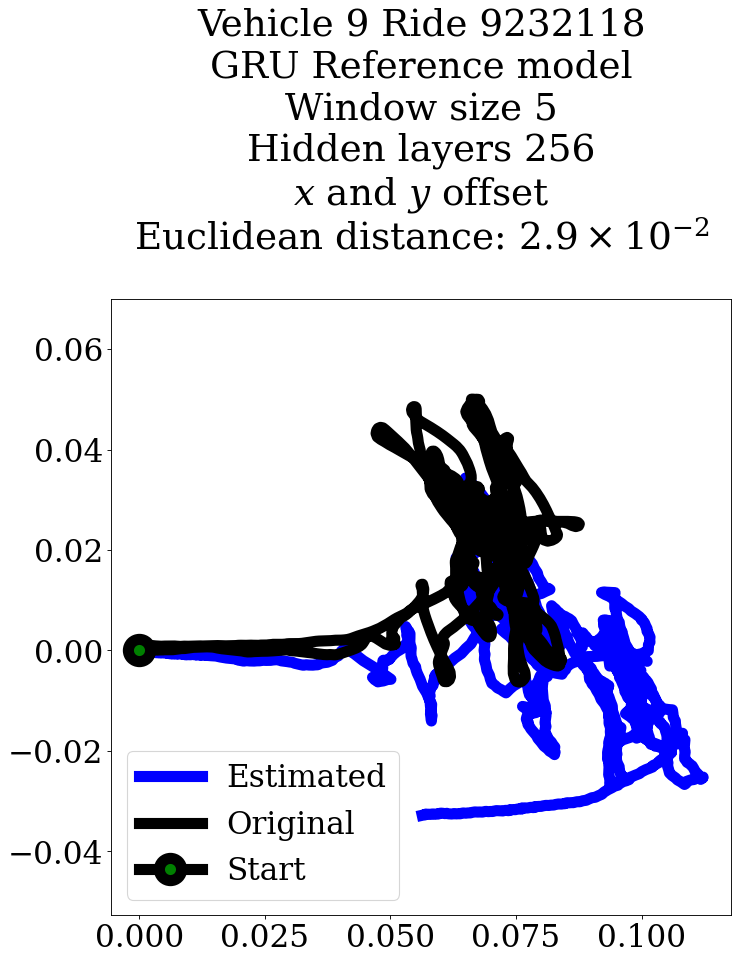 Vehicle 9 Ride 9232118
GRU Reference model
Window size 5
Hidden layers 256
x and y offset
Euclidean distance: 2.9 × 10⁻²
0.06
0.04
0.02
0.00
−0.02
−0.04
Estimated
Original
Start
0.000 0.025 0.050 0.075 0.100